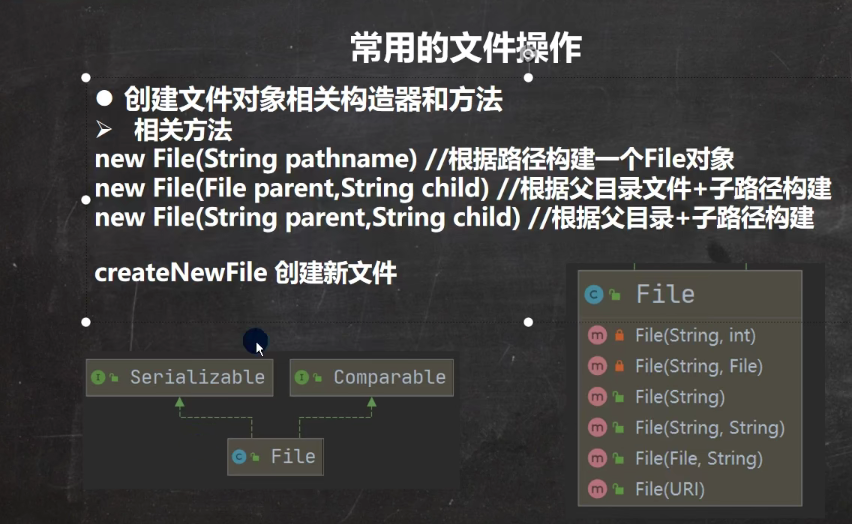 常用的文件操作
● 创建文件对象相关构造器和方法
➢ 相关方法
new File(String pathname) //根据路径构建一个File对象
new File(File parent,String child) //根据父目录文件+子路径构建
new File(String parent,String child) //根据父目录+子路径构建
createNewFile 创建新文件
I Serializable
I Comparable
C File
C File
m File(String, int)
m File(String, File)
m File(String)
m File(String, String)
m File(File, String)
m File(URI)